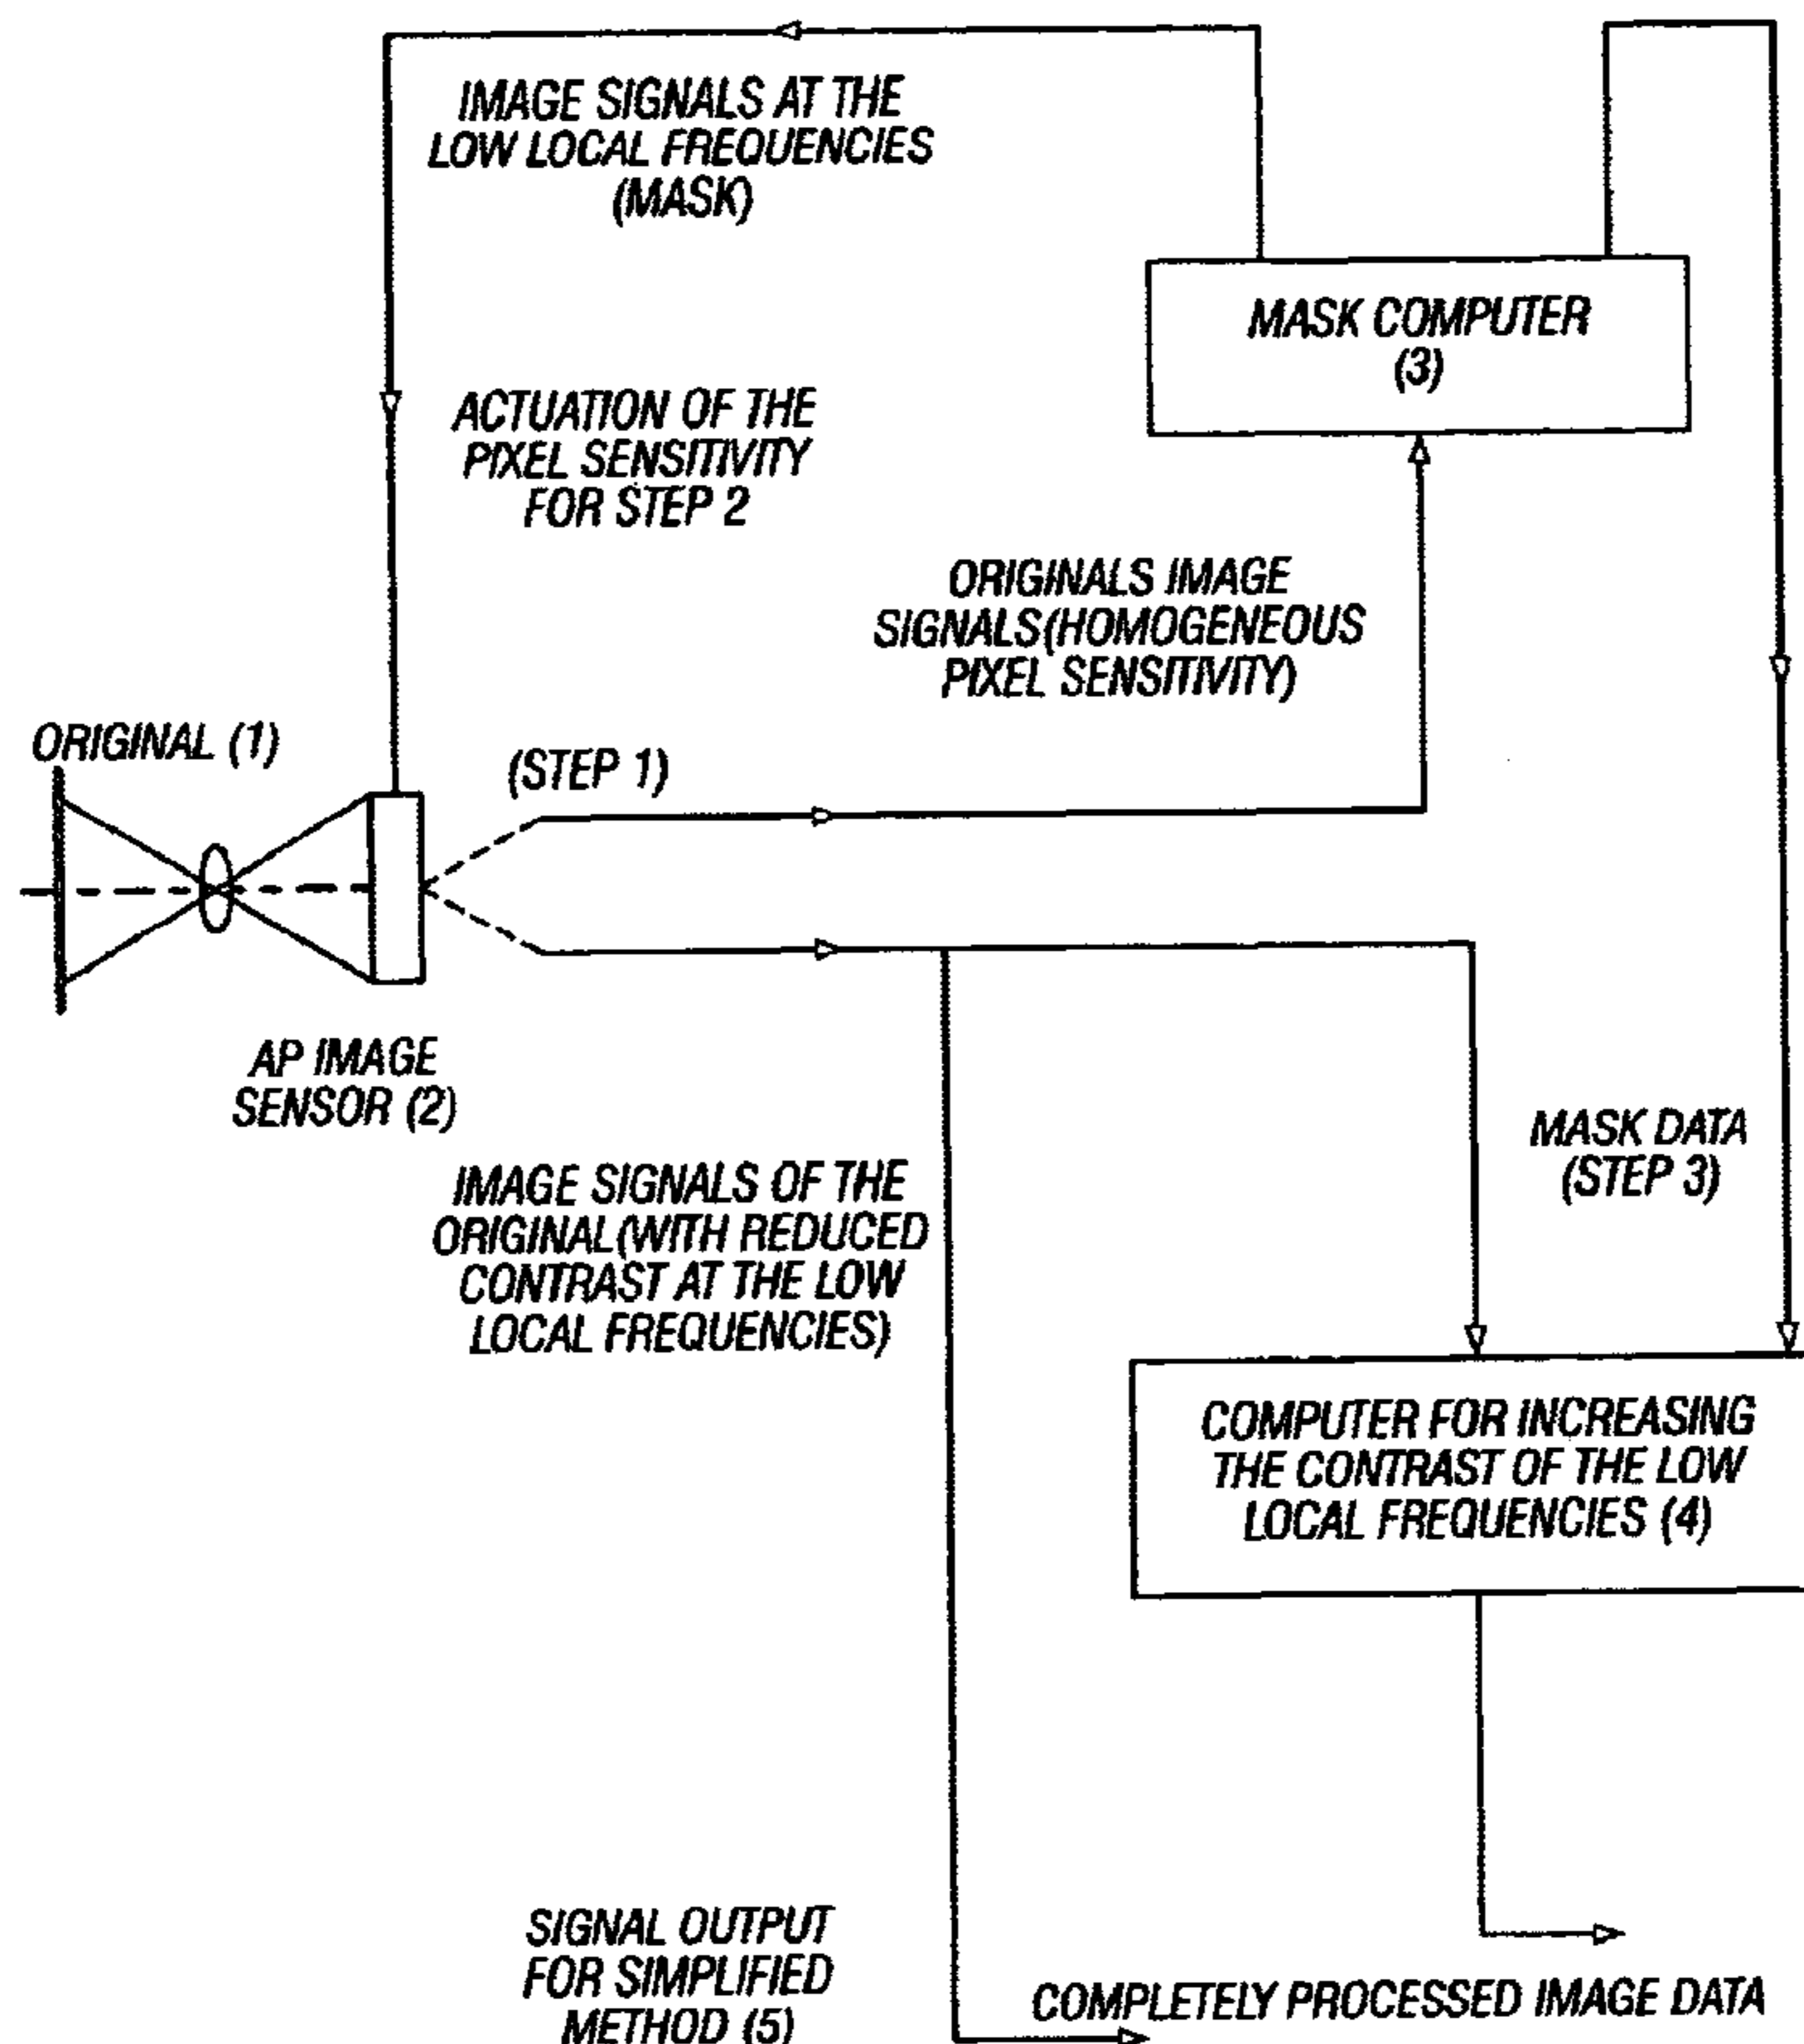 IMAGE SIGNALS AT THE
LOW LOCAL FREQUENCIES
(MASK)
MASK COMPUTER
(3)
ACTUATION OF THE
PIXEL SENSITIVITY
FOR STEP 2
ORIGINALS IMAGE
SIGNALS(HOMOGENEOUS
PIXEL SENSITIVITY)
ORIGINAL (1)
(STEP 1)
AP IMAGE
SENSOR (2)
MASK DATA
(STEP 3)
IMAGE SIGNALS OF THE
ORIGINAL(WITH REDUCED
CONTRAST AT THE LOW
LOCAL FREQUENCIES)
COMPUTER FOR INCREASING
THE CONTRAST OF THE LOW
LOCAL FREQUENCIES (4)
SIGNAL OUTPUT
FOR SIMPLIFIED
METHOD (5)
COMPLETELY PROCESSED IMAGE DATA